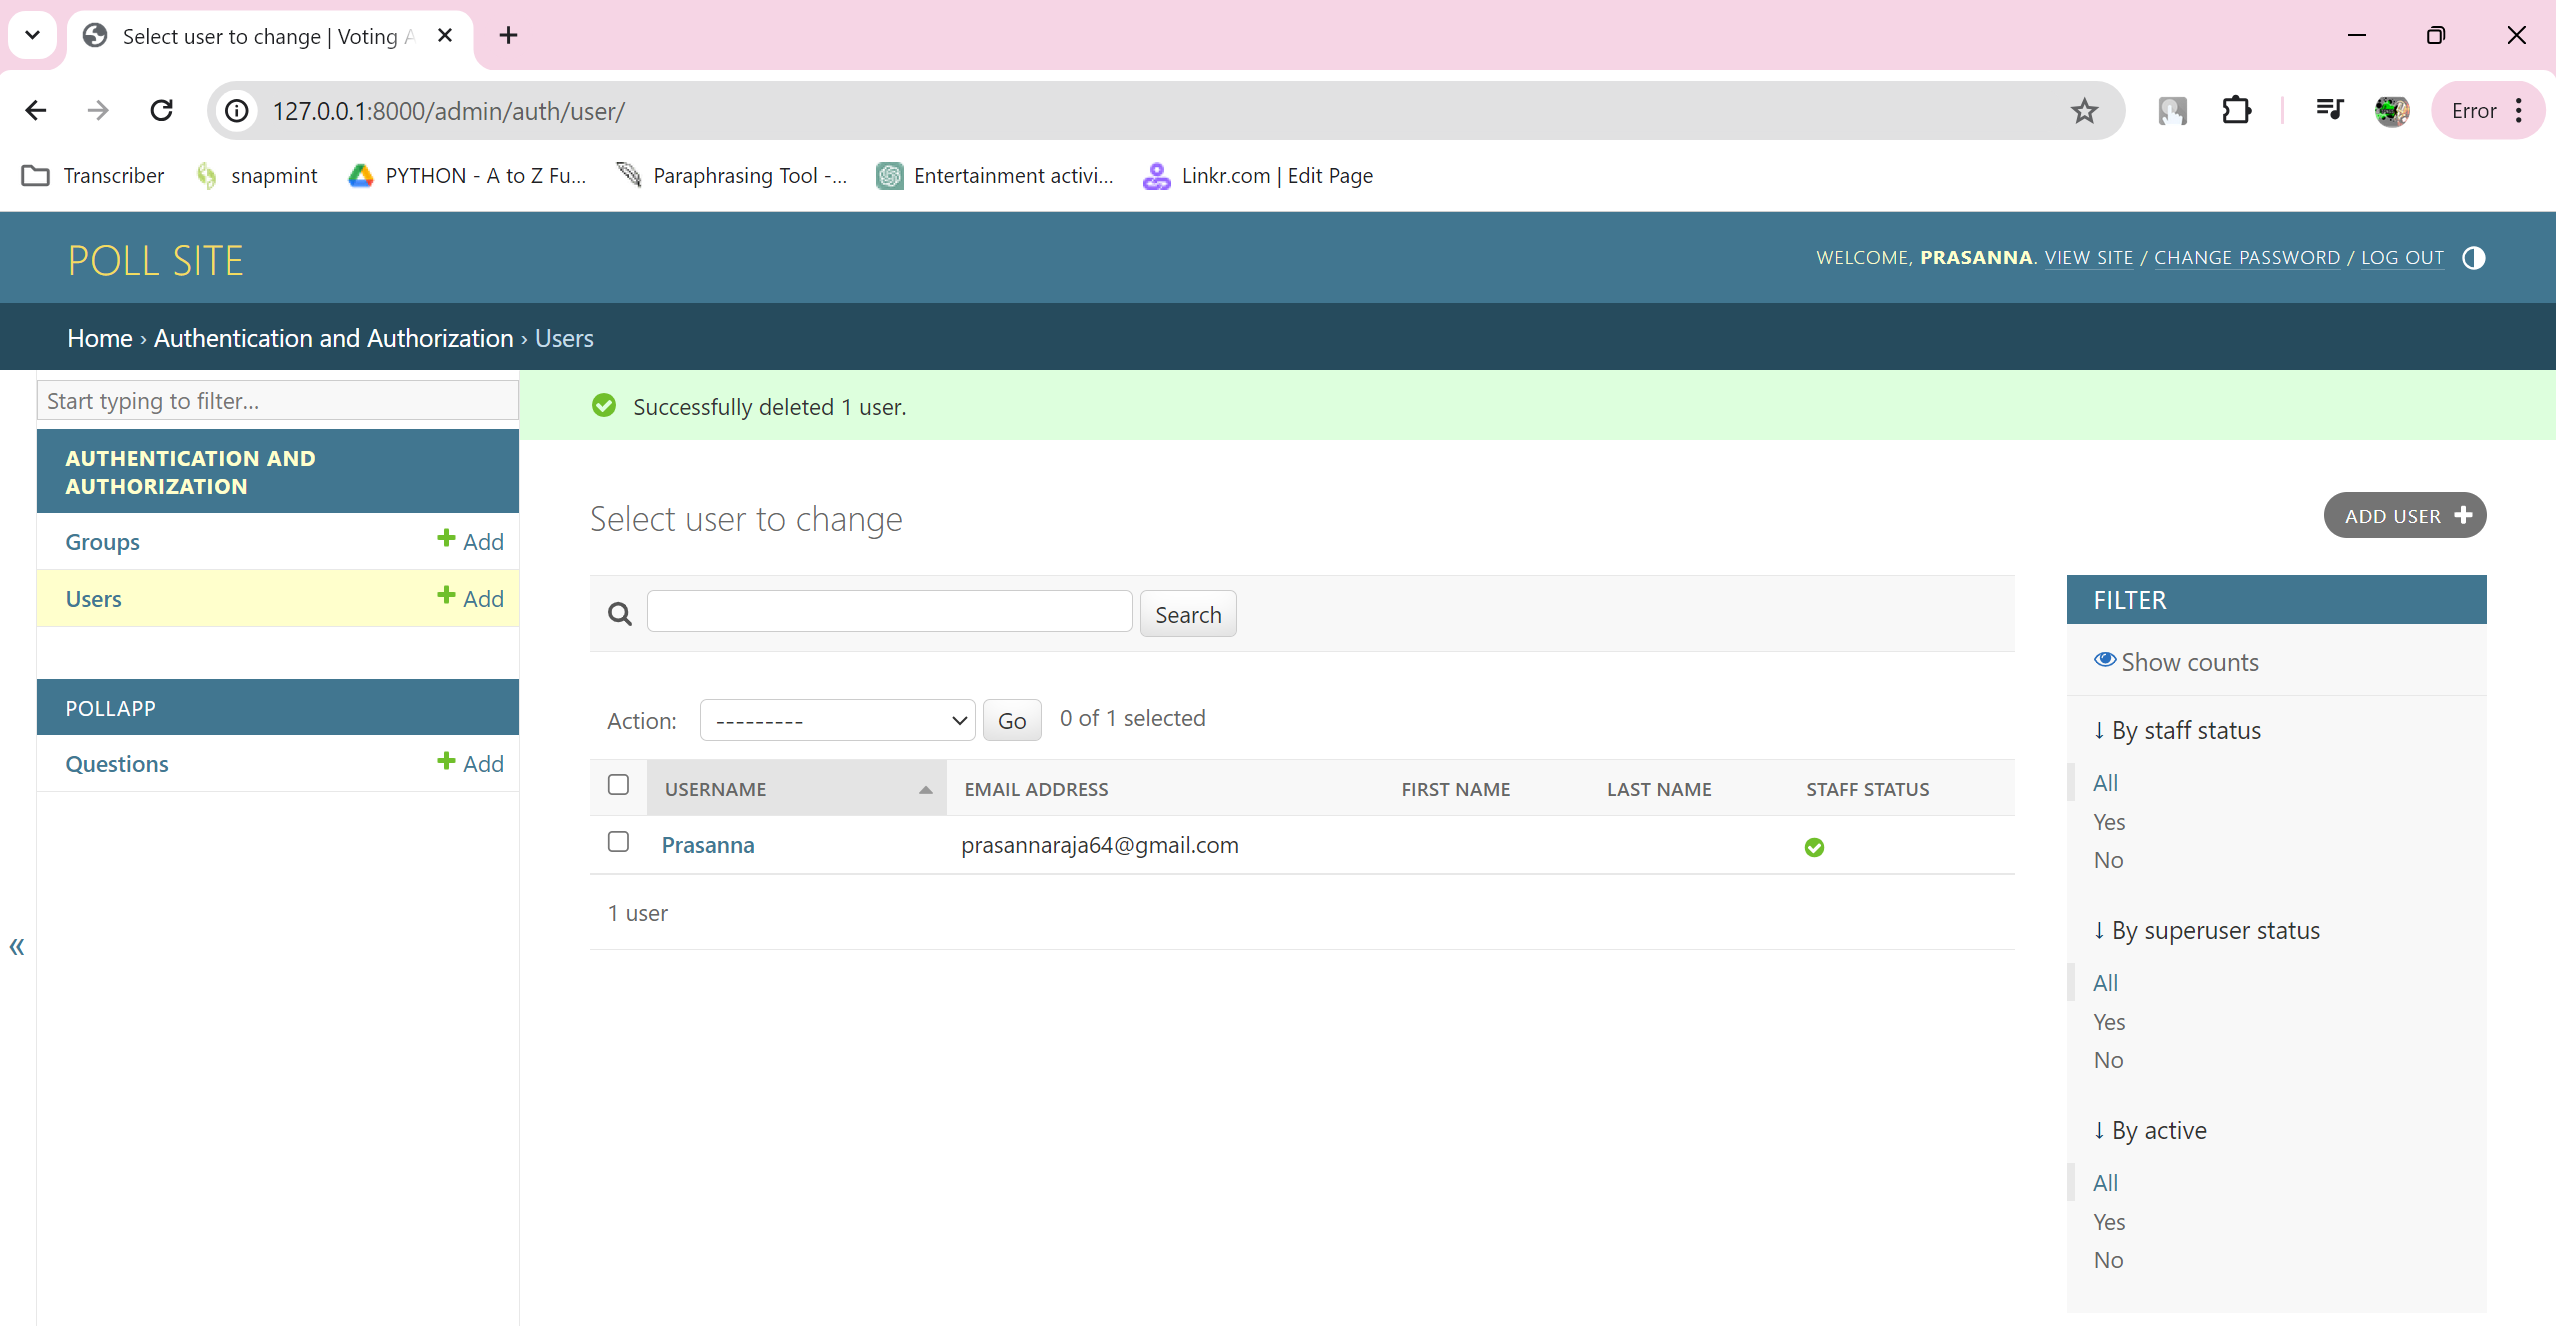 Select user to change | Voting A
127.0.0.1:8000/admin/auth/user/
Error
Transcriber
snapmint
PYTHON - A to Z Fu...
Paraphrasing Tool -...
Entertainment activi...
Linkr.com | Edit Page
POLL SITE
WELCOME, PRASANNA. VIEW SITE / CHANGE PASSWORD / LOG OUT
Home › Authentication and Authorization › Users
Start typing to filter...
AUTHENTICATION AND
AUTHORIZATION
Groups
Add
Users
Add
POLLAPP
Questions
Add
«
Successfully deleted 1 user.
Select user to change
ADD USER
Search
Action:
---------
Go
0 of 1 selected
USERNAME
EMAIL ADDRESS
FIRST NAME
LAST NAME
STAFF STATUS
Prasanna
prasannaraja64@gmail.com
1 user
FILTER
Show counts
↓ By staff status
All
Yes
No
↓ By superuser status
All
Yes
No
↓ By active
All
Yes
No